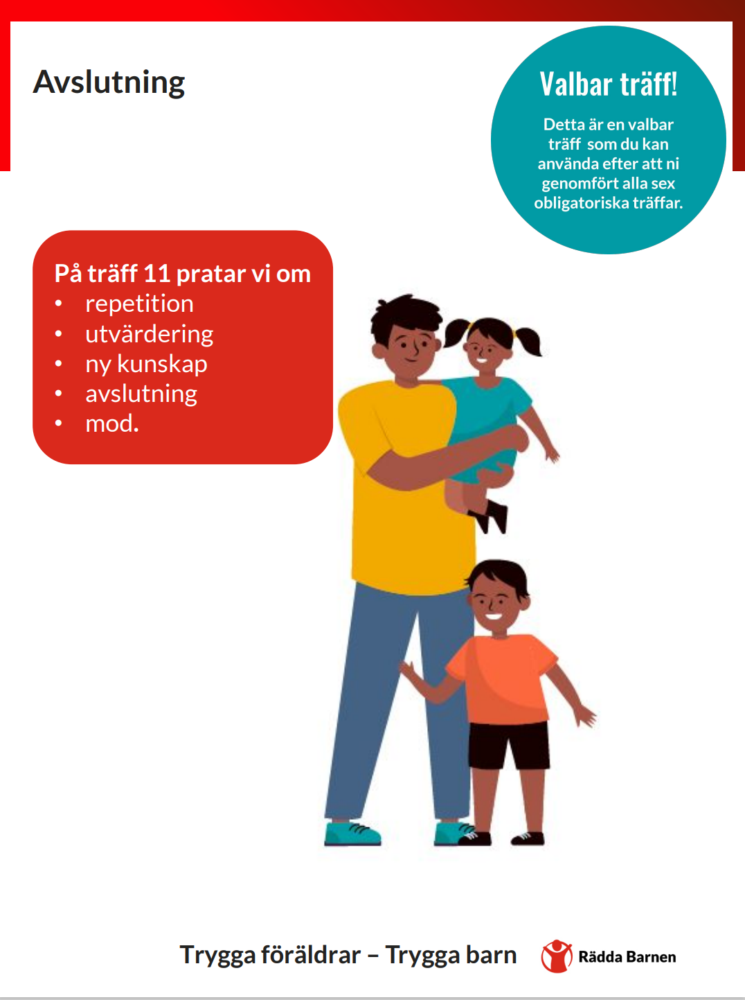 Avslutning
Valbar träff!
Detta är en valbar
träff som du kan
använda efter att ni
genomfört alla sex
obligatoriska träffar.
På träff 11 pratar vi om
• repetition
• utvärdering
• ny kunskap
• avslutning
• mod.
Trygga föräldrar – Trygga barn
Rädda Barnen